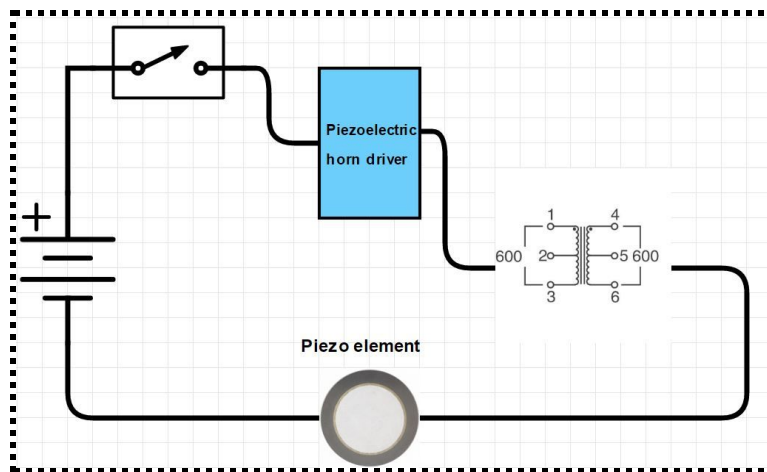 Piezoelectric
horn driver
+
1 4
600 2 5 600
3 6
Piezo element